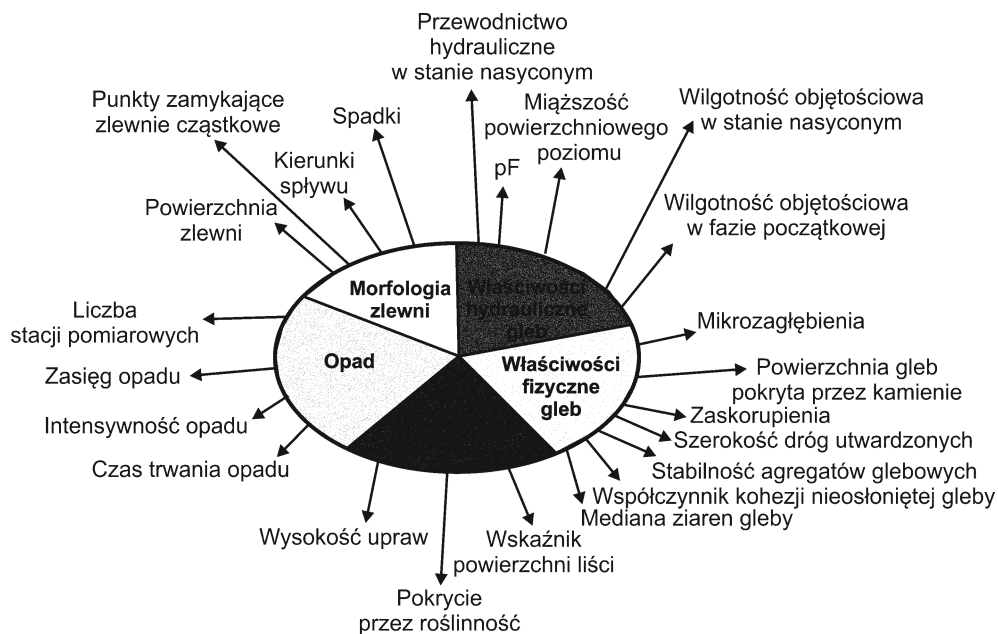 Przewodnictwo
hydrauliczne
w stanie nasyconym
Punkty zamykające
zlewnie cząstkowe
Spadki
Miąższość
powierzchniowego
poziomu
Wilgotność objętościowa
w stanie nasyconym
Kierunki
spływu
pF
Powierzchnia
zlewni
Wilgotność objętościowa
w fazie początkowej
Morfologia
zlewni
Właściwości
hydrauliczne
gleb
Liczba
stacji pomiarowych
Mikrozagłębienia
Opad
Właściwości
fizyczne
gleb
Zasięg opadu
Powierzchnia gleb
pokryta przez kamienie
Intensywność opadu
Zaskorupienia
Szerokość dróg utwardzonych
Czas trwania opadu
Stabilność agregatów glebowych
Współczynnik kohezji nieosłoniętej gleby
Mediana ziaren gleby
Wysokość upraw
Wskaźnik
powierzchni liści
Pokrycie
przez roślinność